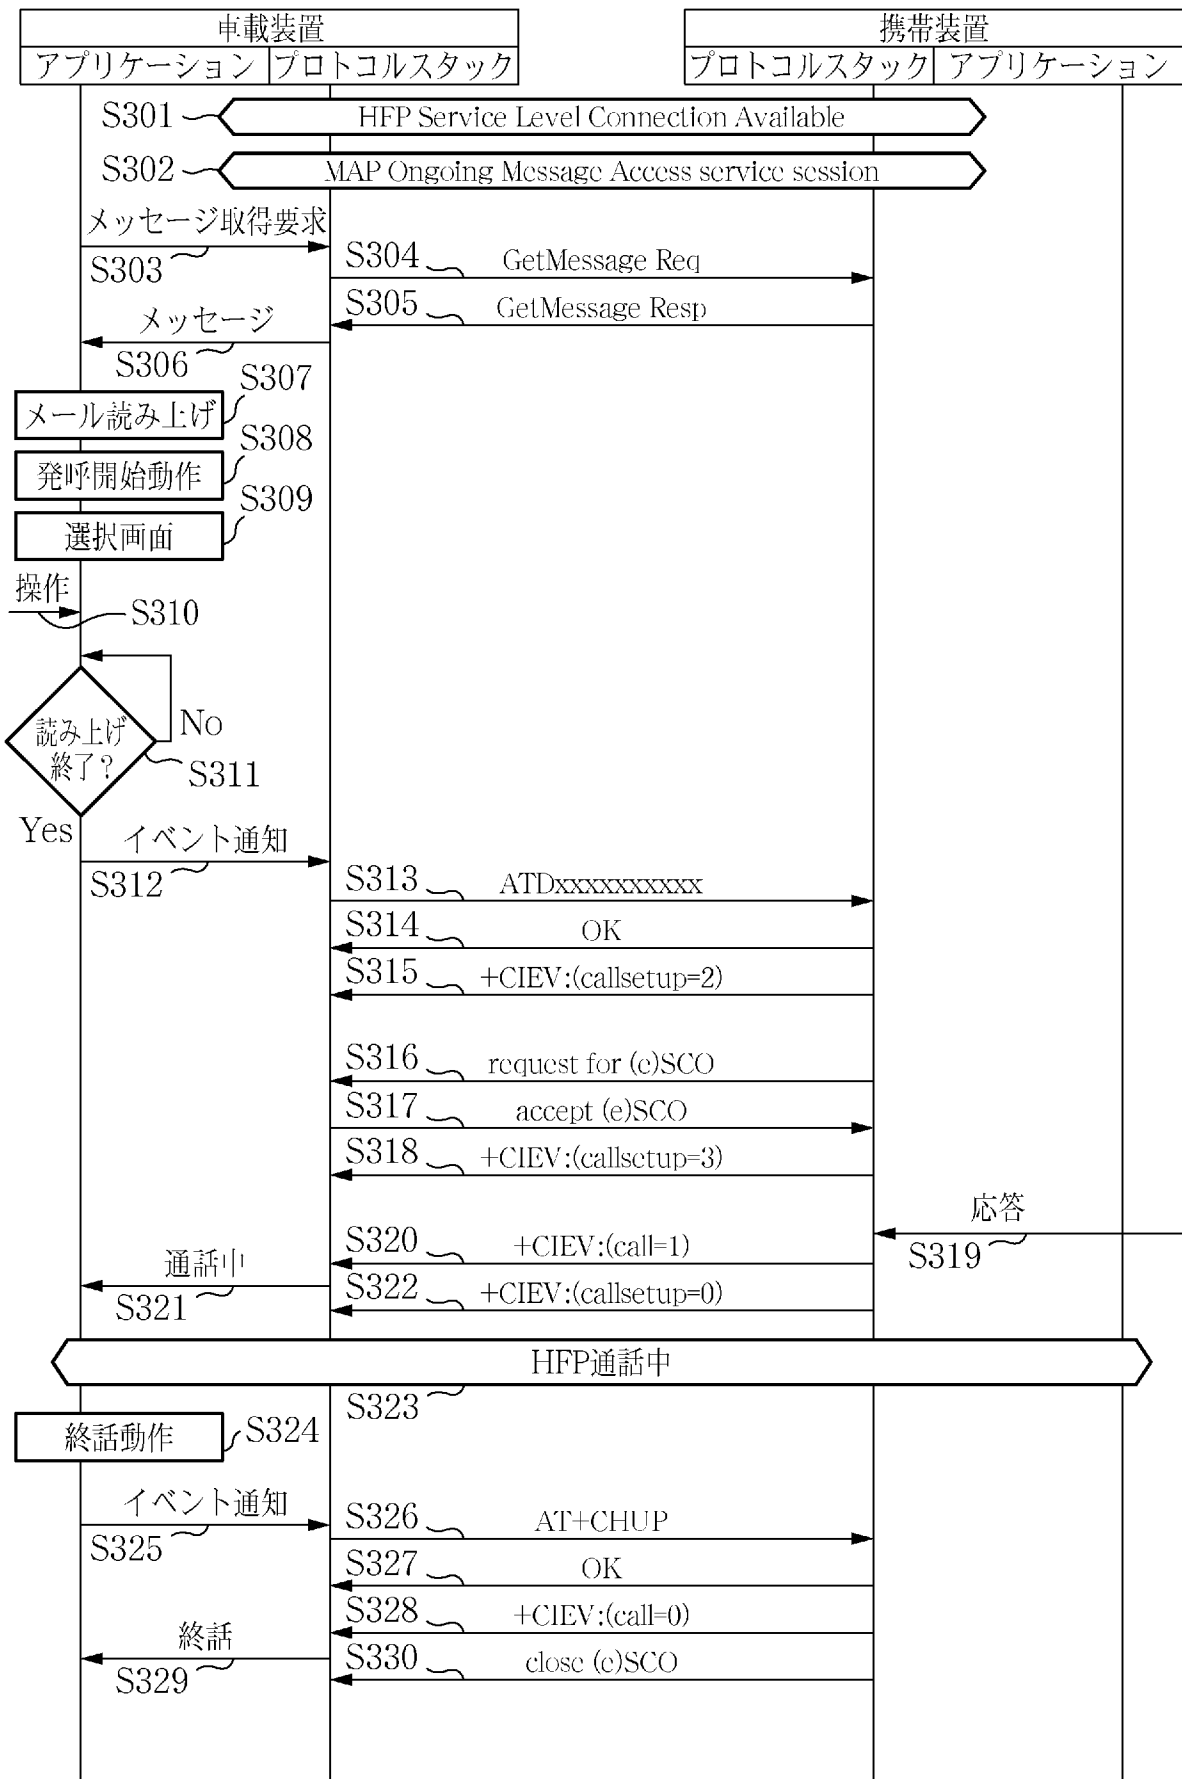 車載装置
携帯装置
アプリケーション
プロトコルスタック
プロトコルスタック
アプリケーション
S301
HFP Service Level Connection Available
S302
MAP Ongoing Message Access service session
メッセージ取得要求
S303
S304
GetMessage Req
S305
GetMessage Resp
メッセージ
S306
S307
メール読み上げ
S308
発呼開始動作
S309
選択画面
操作
S310
読み上げ
終了?
No
S311
Yes
イベント通知
S312
S313
ATDxxxxxxxxxx
S314
OK
S315
+CIEV:(callsetup=2)
S316
request for (e)SCO
S317
accept (e)SCO
S318
+CIEV:(callsetup=3)
応答
S319
S320
+CIEV:(call=1)
通話中
S321
S322
+CIEV:(callsetup=0)
HFP通話中
S323
終話動作
S324
イベント通知
S325
S326
AT+CHUP
S327
OK
S328
+CIEV:(call=0)
終話
S329
S330
close (e)SCO